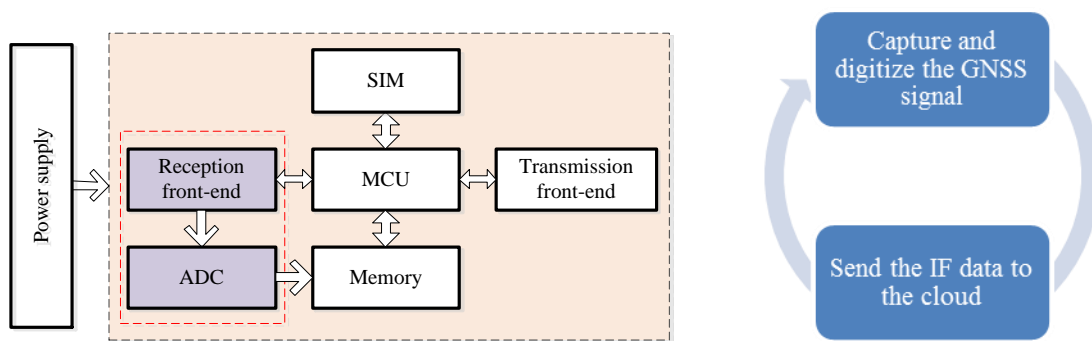 Power supply
SIM
Reception
front-end
MCU
Transmission
front-end
ADC
Memory
Capture and
digitize the GNSS
signal
Send the IF data to
the cloud